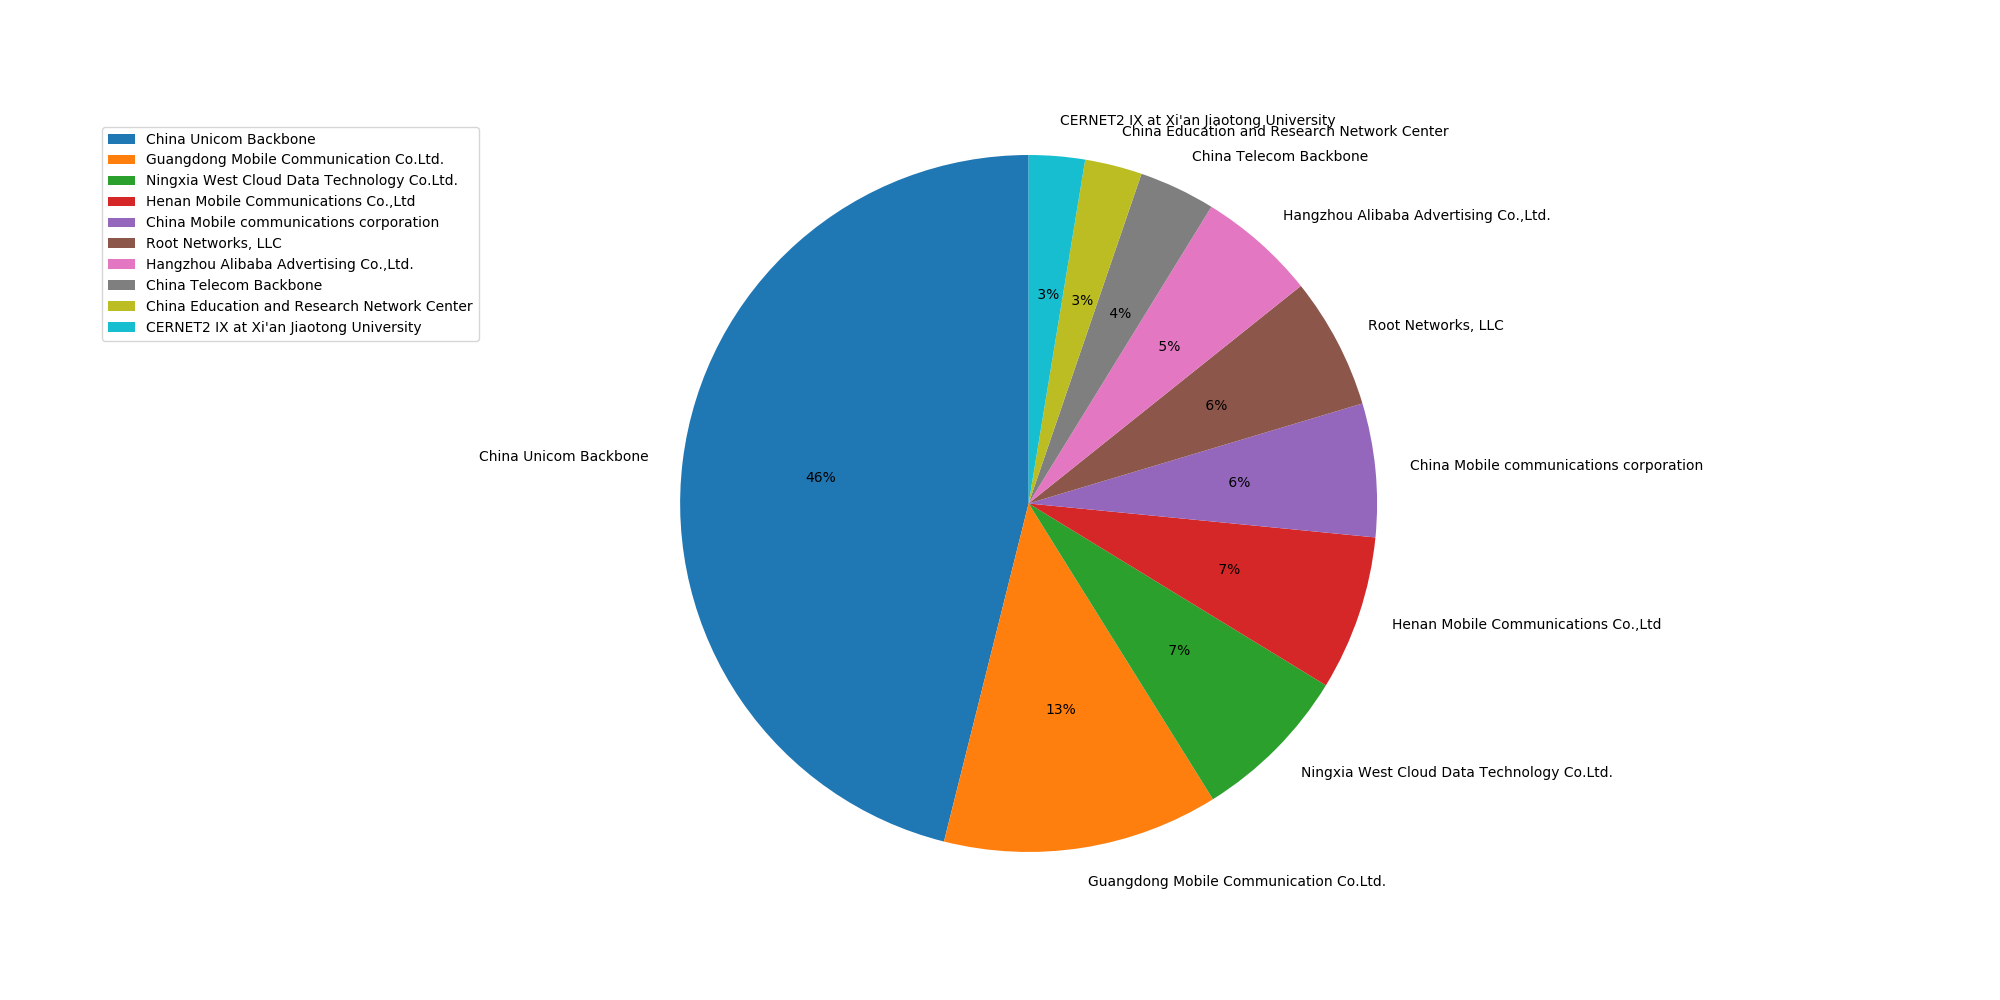 China Unicom Backbone
Guangdong Mobile Communication Co.Ltd.
Ningxia West Cloud Data Technology Co.Ltd.
Henan Mobile Communications Co.,Ltd
China Mobile communications corporation
Root Networks, LLC
Hangzhou Alibaba Advertising Co.,Ltd.
China Telecom Backbone
China Education and Research Network Center
CERNET2 IX at Xi'an Jiaotong University
CERNET2 IX at Xi'an Jiaotong University
China Education and Research Network Center
China Telecom Backbone
Hangzhou Alibaba Advertising Co.,Ltd.
Root Networks, LLC
China Mobile communications corporation
Henan Mobile Communications Co.,Ltd
Ningxia West Cloud Data Technology Co.Ltd.
Guangdong Mobile Communication Co.Ltd.
China Unicom Backbone
3%
3%
4%
5%
6%
6%
7%
7%
13%
46%